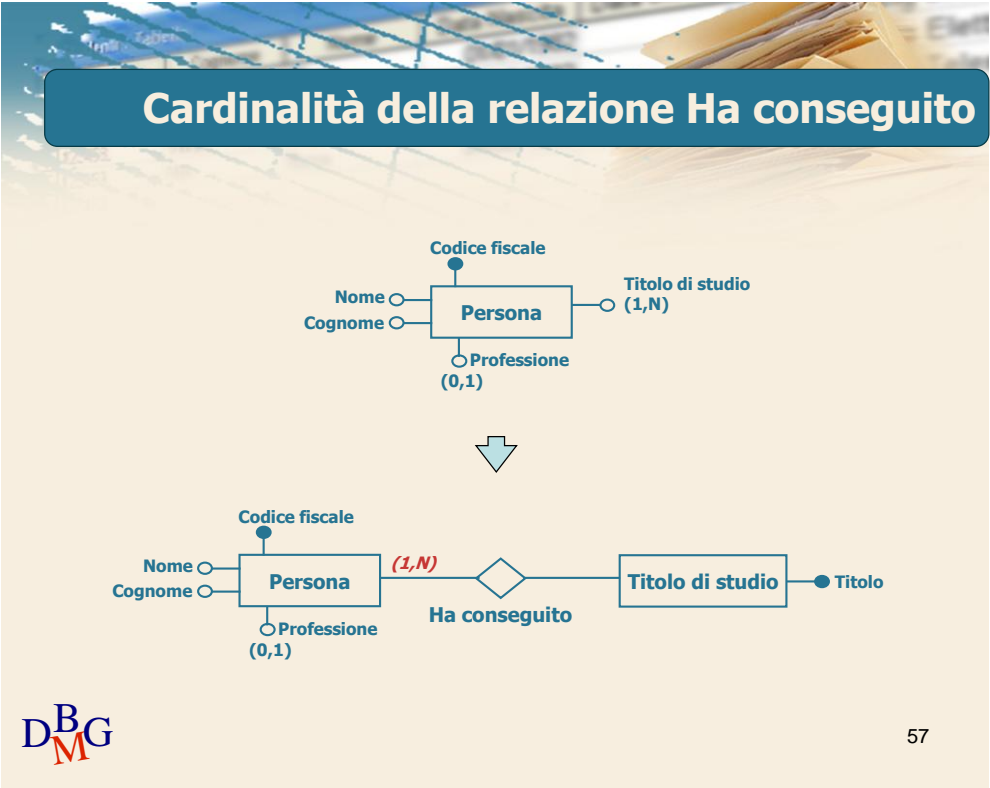 Cardinalità della relazione Ha conseguito
Codice fiscale
Nome
Cognome
Persona
Titolo di studio
(1,N)
Professione
(0,1)
Codice fiscale
Nome
Cognome
Persona
(1,N)
Ha conseguito
Titolo di studio
Titolo
Professione
(0,1)
DBMG
57